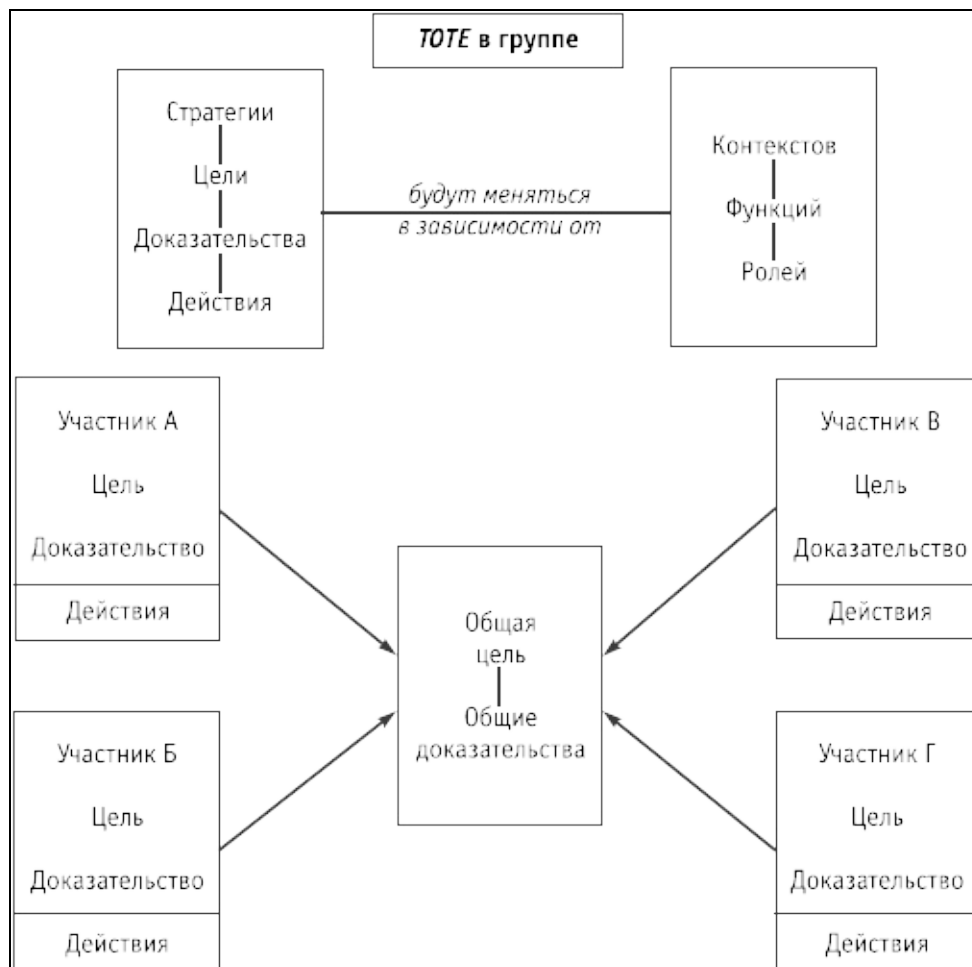 TOTE в группе
Стратегии
Цели
Доказательства
Действия
будут меняться
в зависимости от
Контекстов
Функций
Ролей
Участник А
Цель
Доказательство
Действия
Участник В
Цель
Доказательство
Действия
Общая
цель
Общие
доказательства
Участник Б
Цель
Доказательство
Действия
Участник Г
Цель
Доказательство
Действия